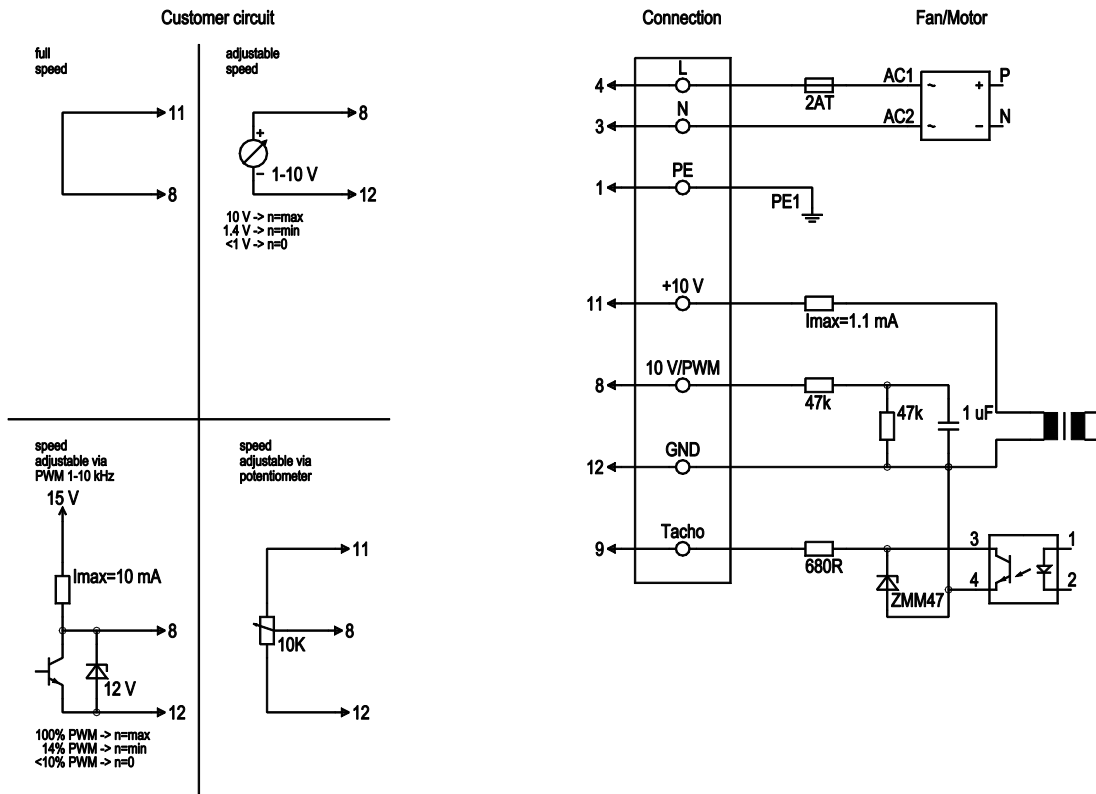 Customer circuit
full
speed
11
8
adjustable
speed
8
+
− 1-10 V
12
10 V -> n=max
1.4 V -> n=min
<1 V -> n=0
speed
adjustable via
PWM 1-10 kHz
15 V
Imax=10 mA
8
12 V
12
100% PWM -> n=max
14% PWM -> n=min
<10% PWM -> n=0
speed
adjustable via
potentiometer
11
8
10K
12
Connection
Fan/Motor
4
L
2AT
AC1
~
+
P
3
N
AC2
~
−
N
1
PE
PE1
11
+10 V
Imax=1.1 mA
8
10 V/PWM
47k
47k
1 uF
12
GND
9
Tacho
680R
ZMM47
3
4
1
2